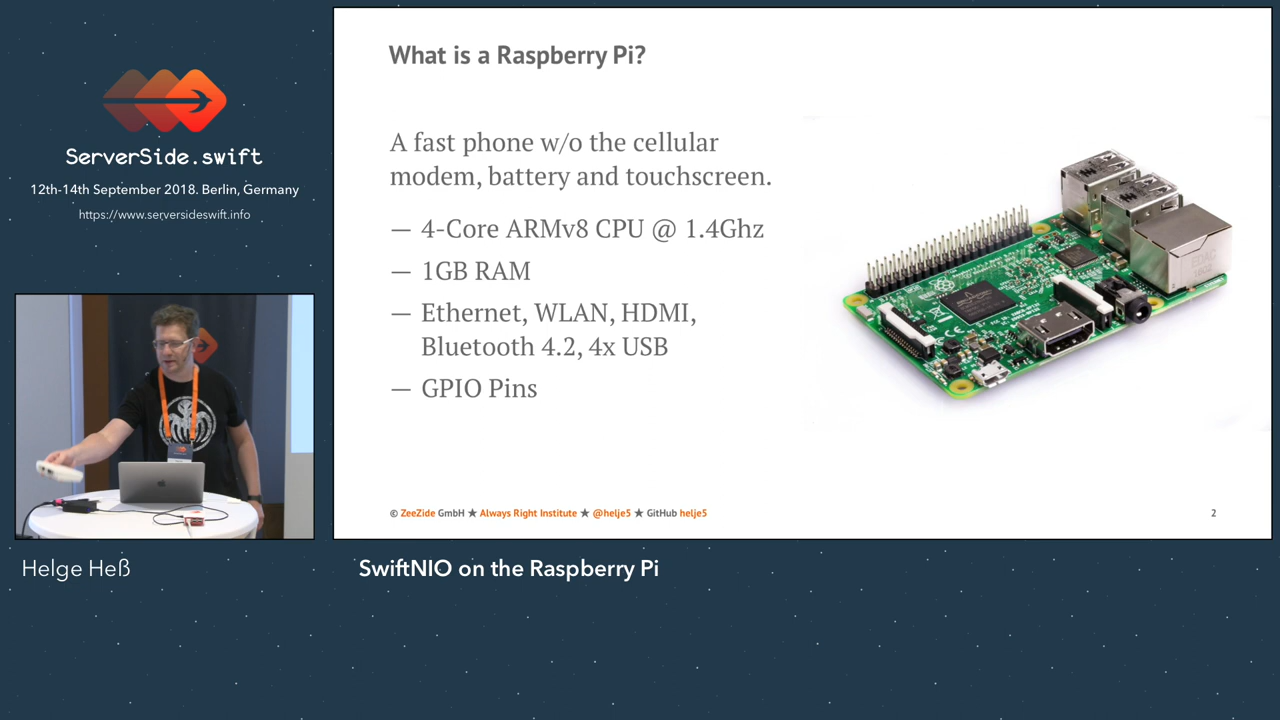 ServerSide.swift
12th-14th September 2018. Berlin, Germany
https://www.serversideswift.info
What is a Raspberry Pi?
A fast phone w/o the cellular
modem, battery and touchscreen.
— 4-Core ARMv8 CPU @ 1.4Ghz
— 1GB RAM
— Ethernet, WLAN, HDMI,
Bluetooth 4.2, 4x USB
— GPIO Pins
© ZeeZide GmbH ★ Always Right Institute ★ @helje5 ★ GitHub helje5
2
Helge Heß
SwiftNIO on the Raspberry Pi